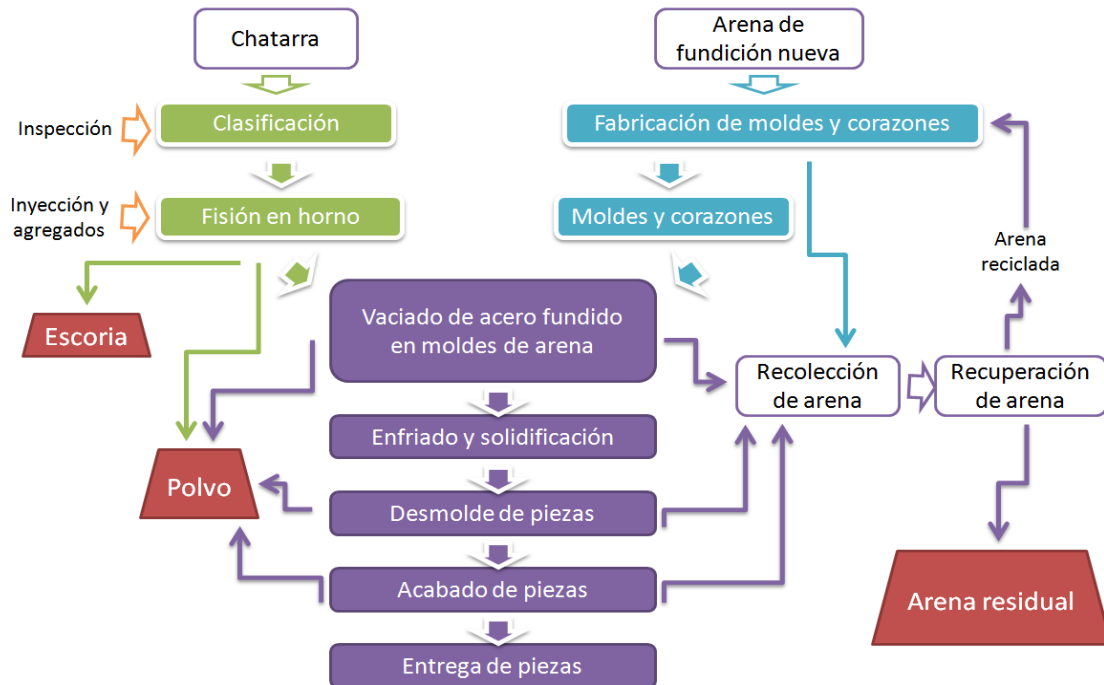 Chatarra
Arena de
fundición nueva
Inspección
Clasificación
Fabricación de moldes y corazones
Inyección y
agregados
Fisión en horno
Moldes y corazones
Arena
reciclada
Escoria
Vaciado de acero fundido
en moldes de arena
Recolección
de arena
Recuperación
de arena
Enfriado y solidificación
Polvo
Desmolde de piezas
Acabado de piezas
Arena residual
Entrega de piezas